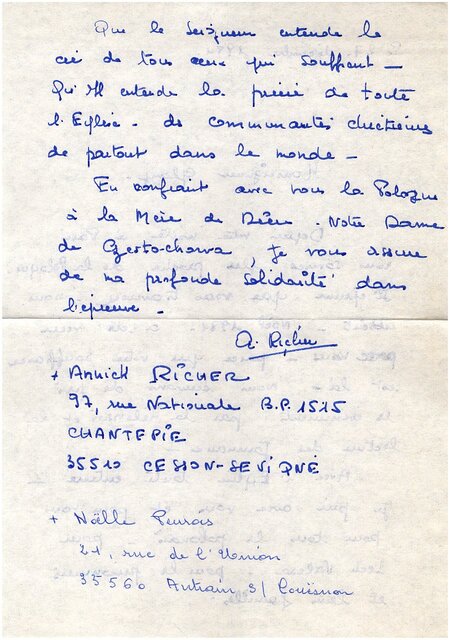 Que le Seigneur entende le
cri de tous ceux qui souffrent -
Qu'Il entende la prière de toute
l'Eglise - des communautés chrétiennes
de partout dans le monde -
En confiant avec vous la Pologne
à la Mère de Dieu - Notre Dame
de Czestochowa, je vous assure
de ma profonde solidarité dans
l'épreuve -
A. Richer
+ Annick RICHER
97, rue Nationale B.P. 1515
CHANTEPIE
35510 CESSON-SEVIGNÉ
+ Naëlle
21, rue de l'Union
35560 Antrain s/ Couesnon